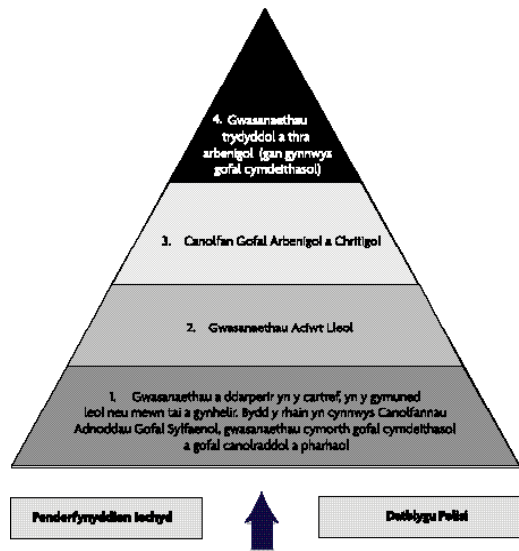 4. Gwasanaethau
trydyddol a thra
arbenigol (gan gynnwys
gofal cymdeithasol)
3. Canolfan Gofal Arbenigol a Chritigol
2. Gwasanaethau Aciwt Lleol
1. Gwasanaethau a ddarperir yn y cartref, yn y gymuned
leol neu mewn tai a gynhelir. Bydd y rhain yn cynnwys Canolfannau
Adnoddau Gofal Sylfaenol, gwasanaethau cymorth gofal cymdeithasol
a gofal canolraddol a pharhaol
Penderfynyddion Iechyd
Datblygu Polisi